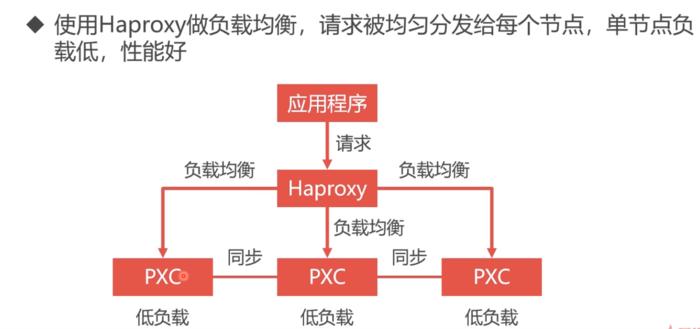 使用Haproxy做负载均衡，请求被均匀分发给每个节点，单节点负
载低，性能好
应用程序
请求
负载均衡 Haproxy 负载均衡
负载均衡
PXC 同步 PXC 同步 PXC
低负载 低负载 低负载